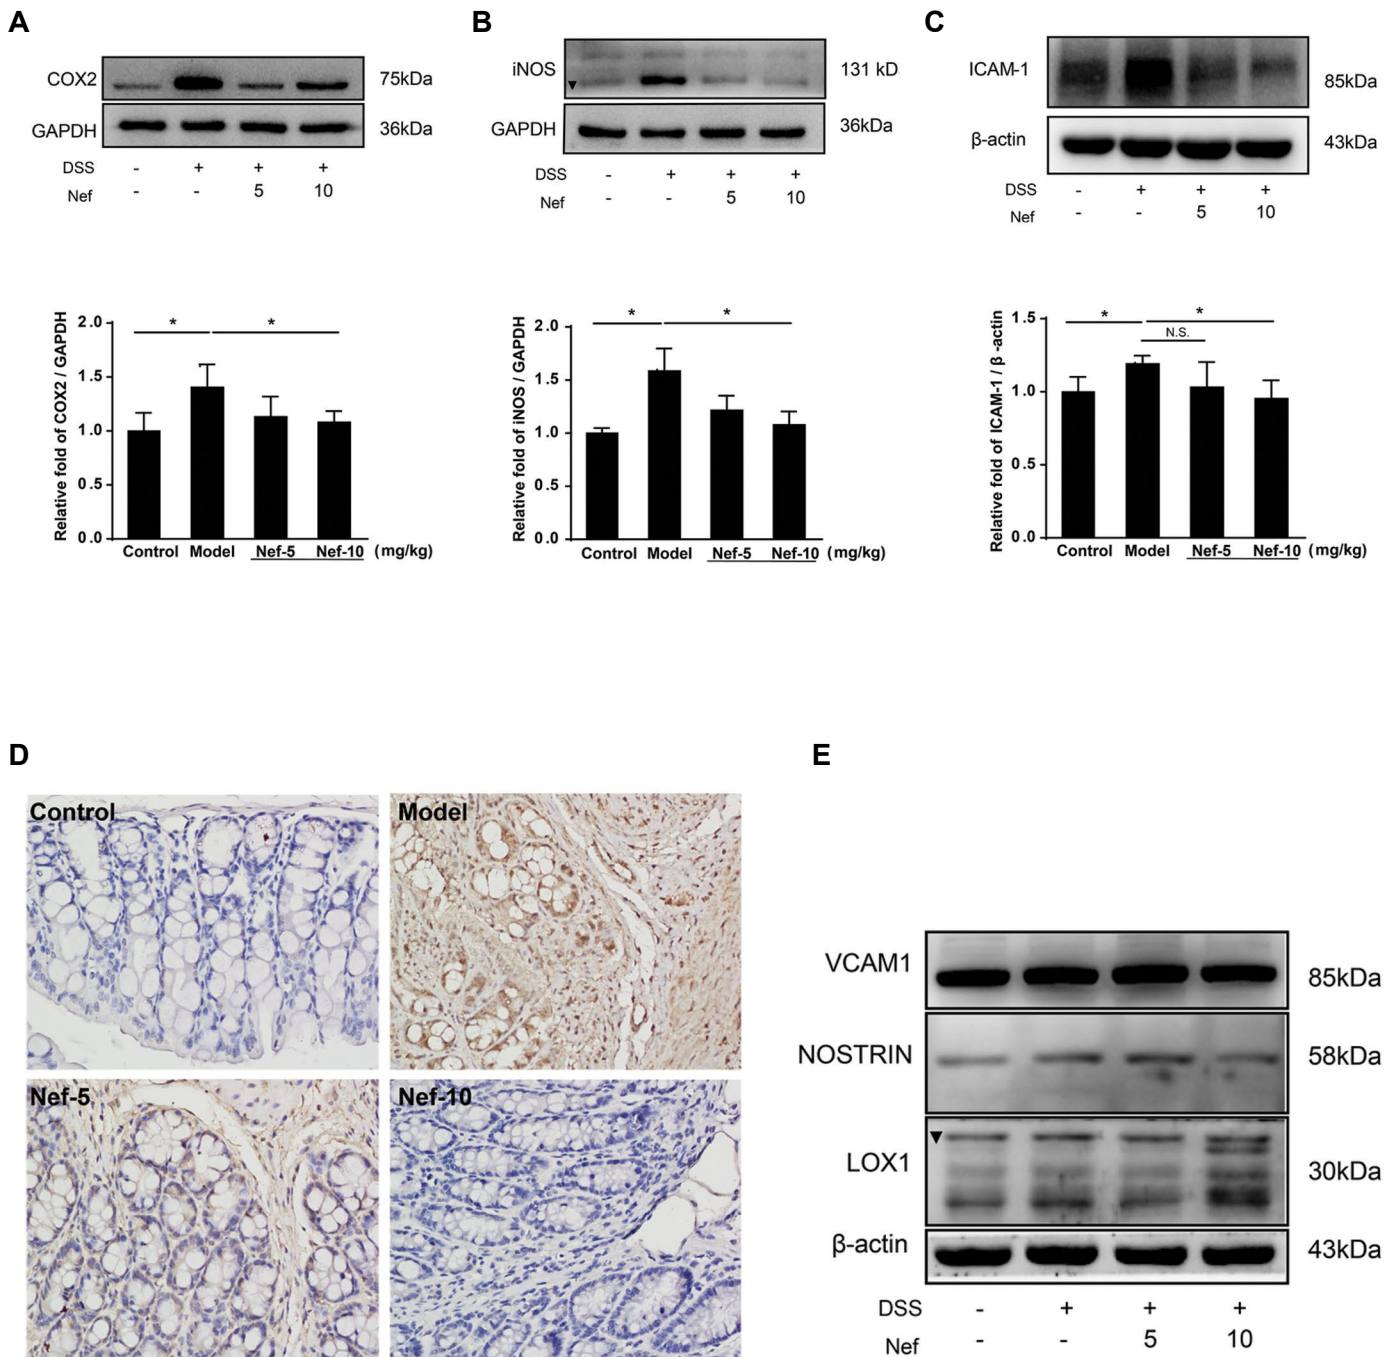 A
COX2 75kDa
GAPDH 36kDa
DSS - + + +
Nef - - 5 10
Relative fold of COX2 / GAPDH
2.0
1.5
1.0
0.5
0.0
* *
Control Model Nef-5 Nef-10 (mg/kg)
B
iNOS 131 kD
GAPDH 36kDa
DSS - + + +
Nef - - 5 10
Relative fold of iNOS / GAPDH
2.0
1.5
1.0
0.5
0.0
* *
Control Model Nef-5 Nef-10 (mg/kg)
C
ICAM-1 85kDa
β-actin 43kDa
DSS - + + +
Nef - - 5 10
Relative fold of ICAM-1 / β -actin
1.5
1.0
0.5
0.0
* *
N.S.
Control Model Nef-5 Nef-10 (mg/kg)
D
Control Model
Nef-5 Nef-10
E
VCAM1 85kDa
NOSTRIN 58kDa
LOX1 30kDa
β-actin 43kDa
DSS - + + +
Nef - - 5 10